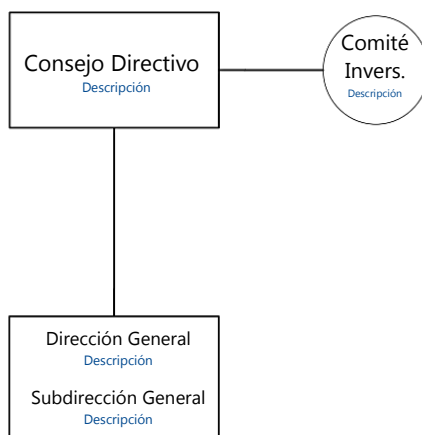 Consejo Directivo
Descripción
Comité
Invers.
Descripción
Dirección General
Descripción
Subdirección General
Descripción